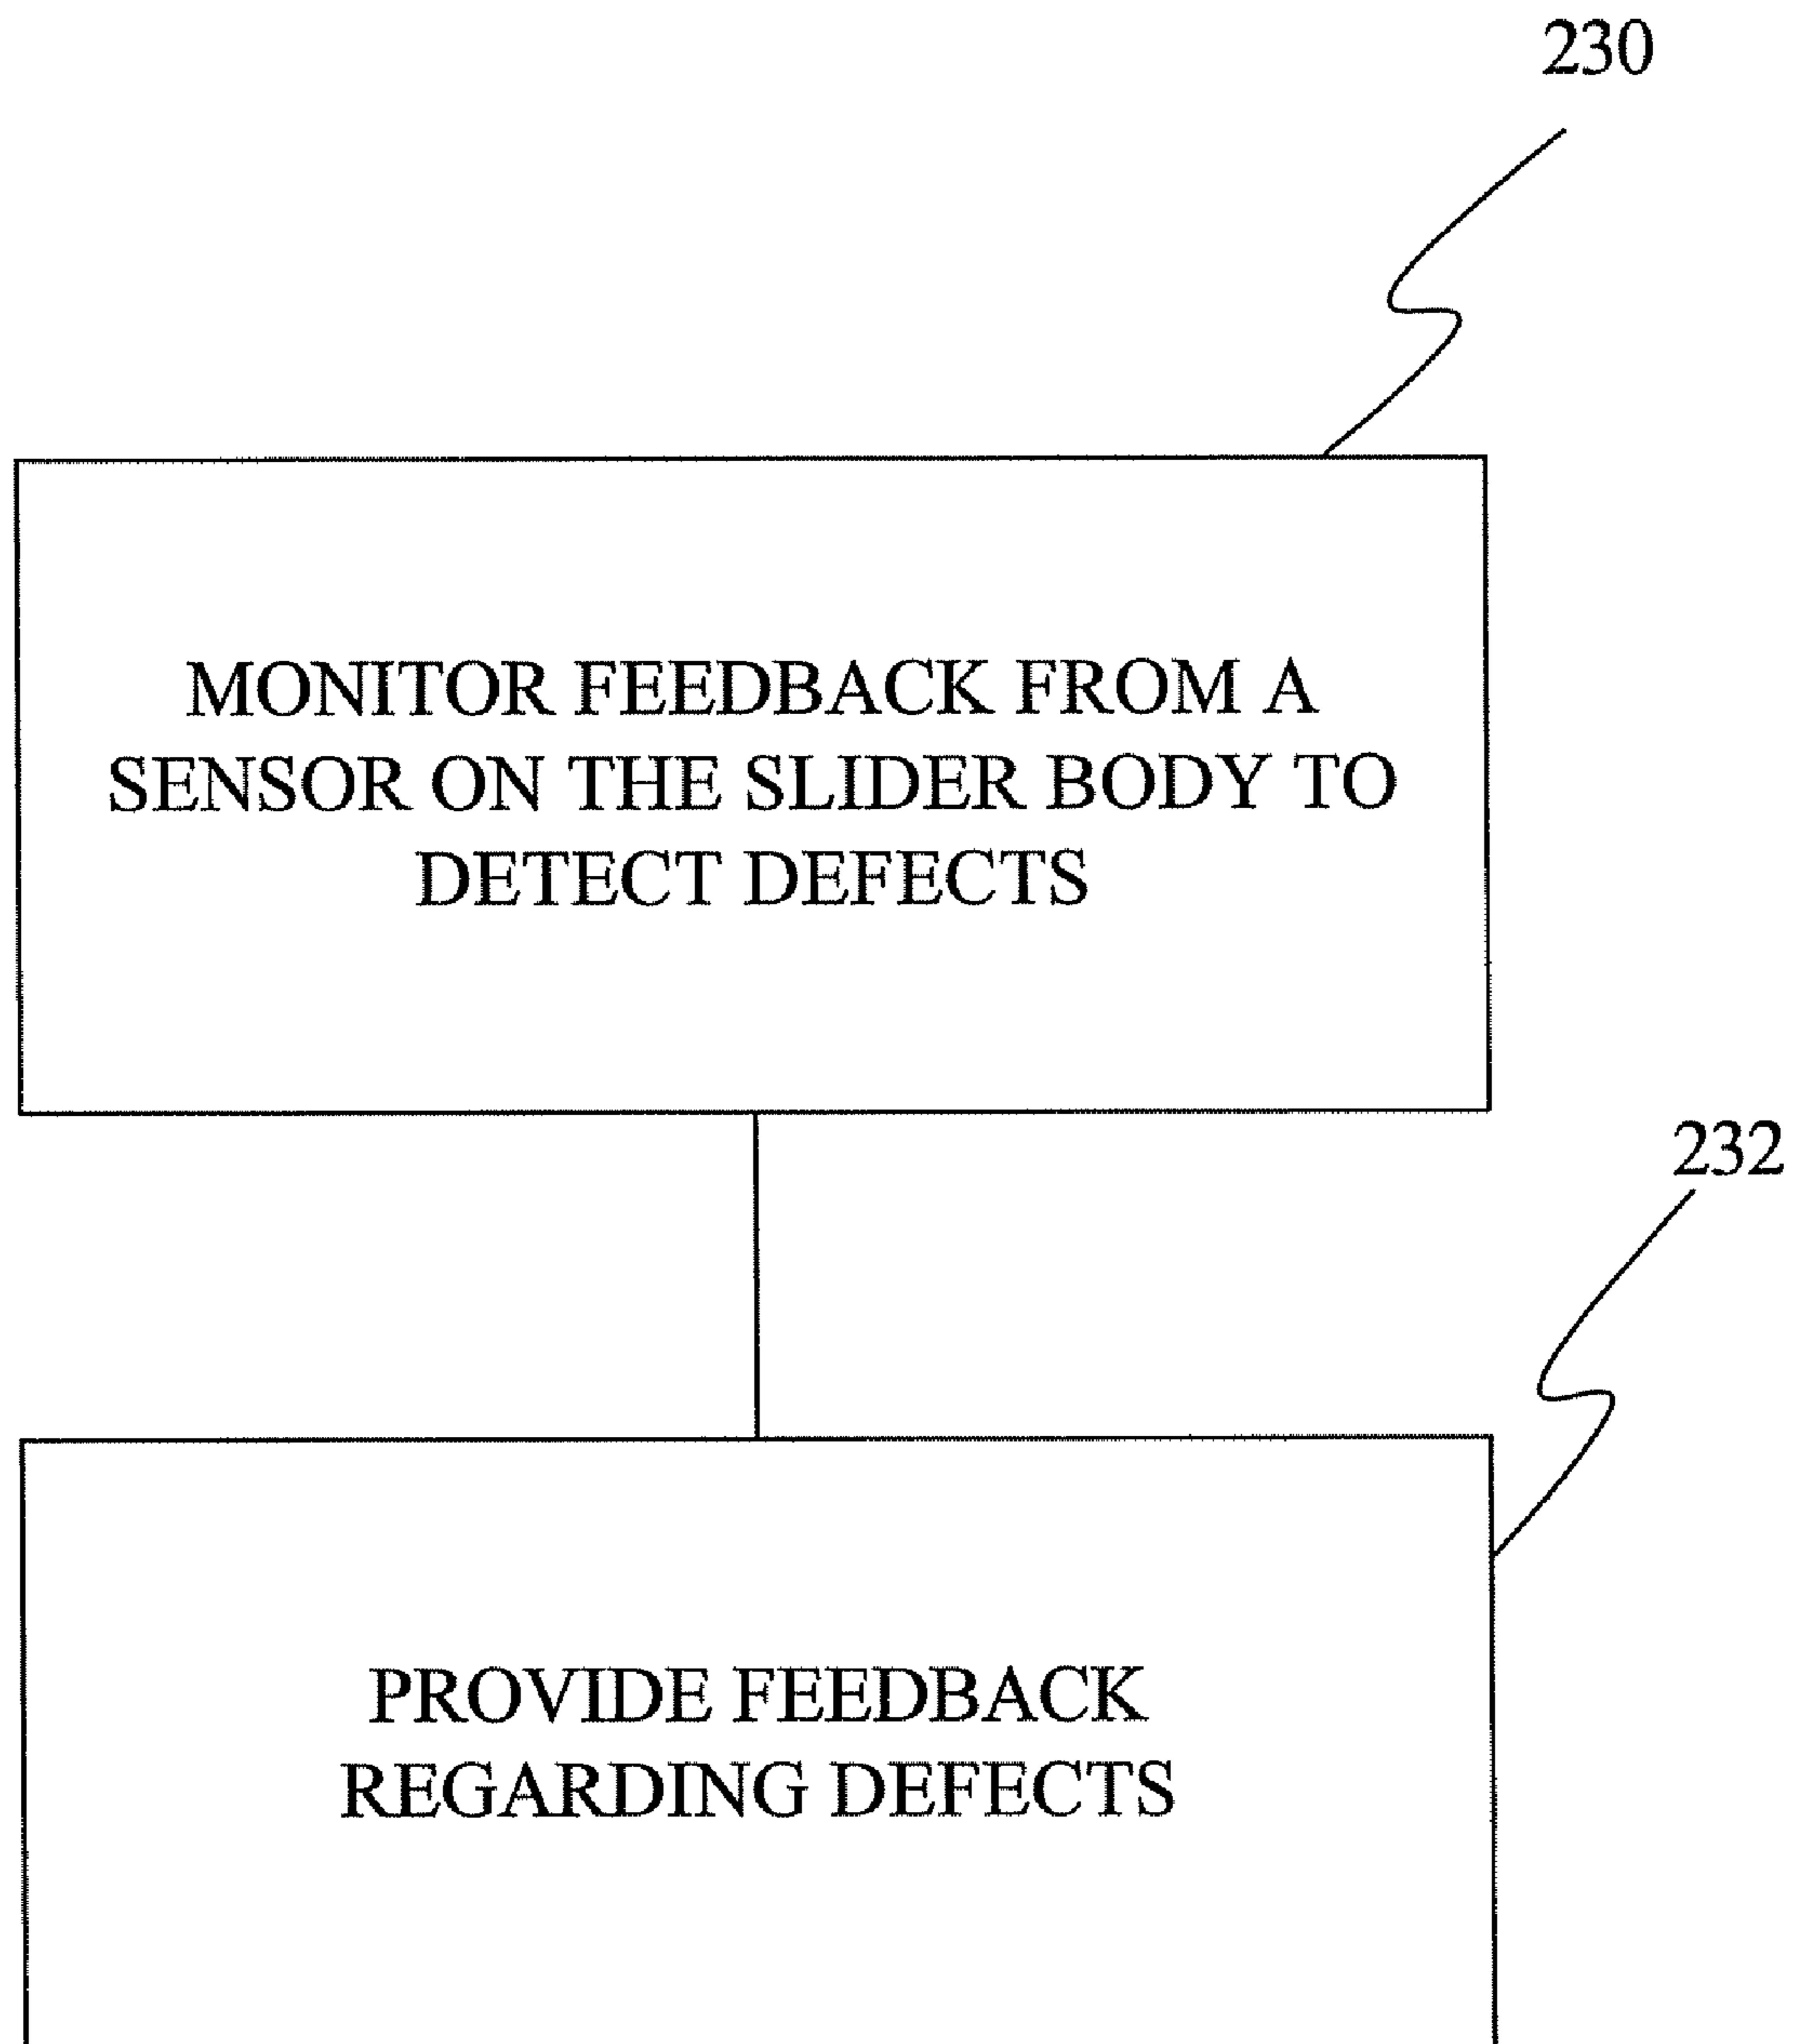 230
MONITOR FEEDBACK FROM A
SENSOR ON THE SLIDER BODY TO
DETECT DEFECTS
232
PROVIDE FEEDBACK
REGARDING DEFECTS